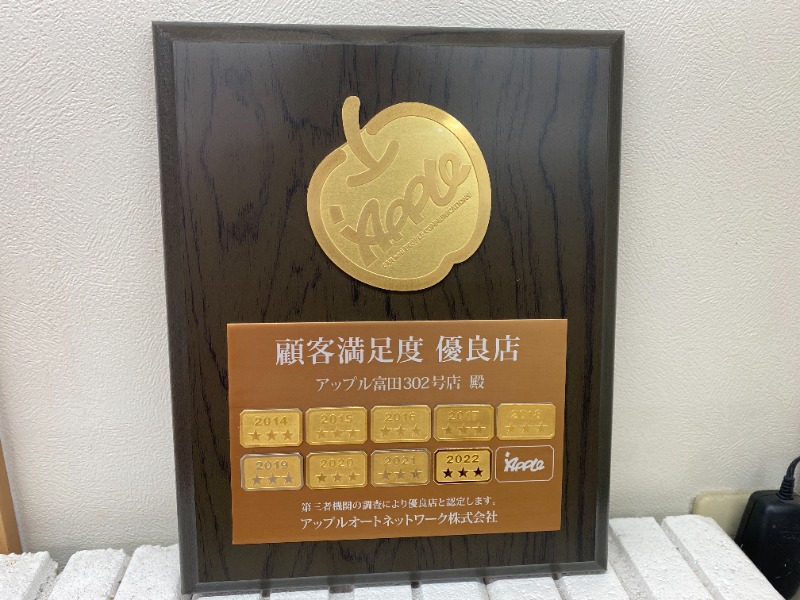 Apple
顧客満足度 優良店
アップル富田302号店 殿
2014 2015 2016 2017 2018
★★★ ★★★ ★★★ ★★★ ★★★
2019 2020 2021 2022 Apple
★★★ ★★★ ★★★ ★★★
第三者機関の調査により優良店と認定します。
アップルオートネットワーク株式会社